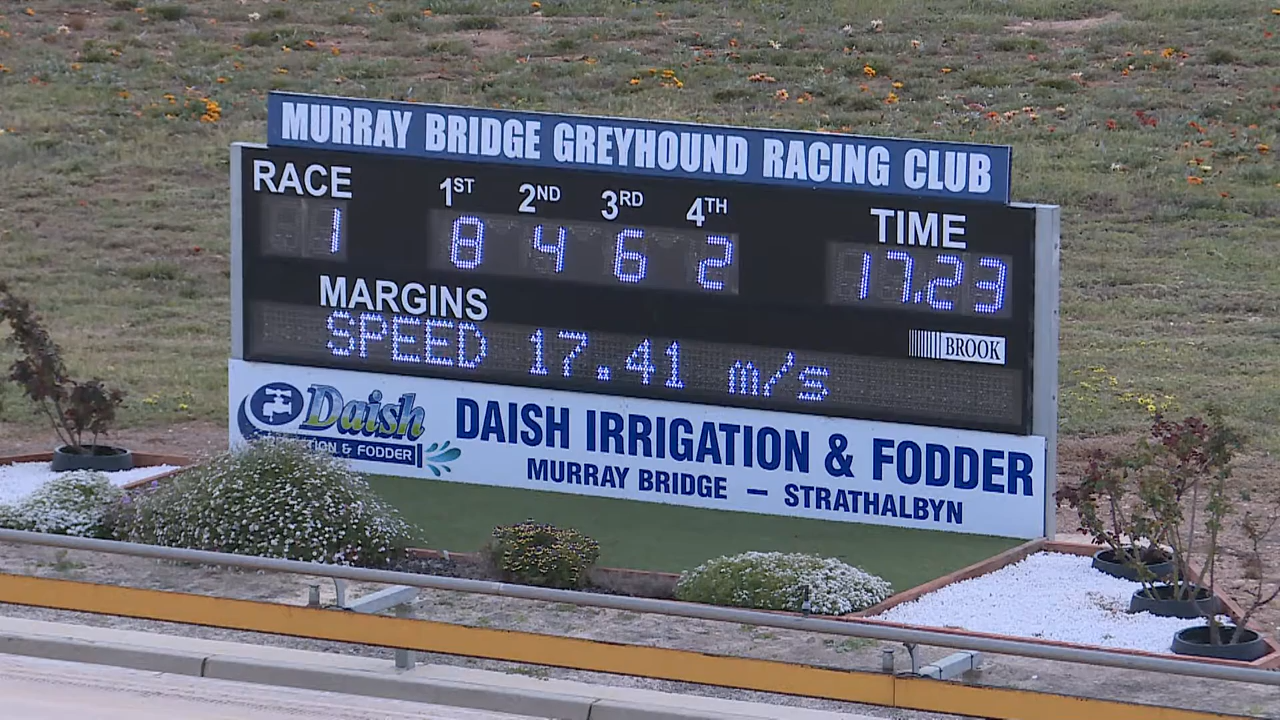 MURRAY BRIDGE GREYHOUND RACING CLUB
RACE 1ST 2ND 3RD 4TH TIME
1 8 4 6 2 17.23
MARGINS
SPEED 17.41 m/s
BROOK
Daish
& FODDER
DAISH IRRIGATION & FODDER
MURRAY BRIDGE – STRATHALBYN